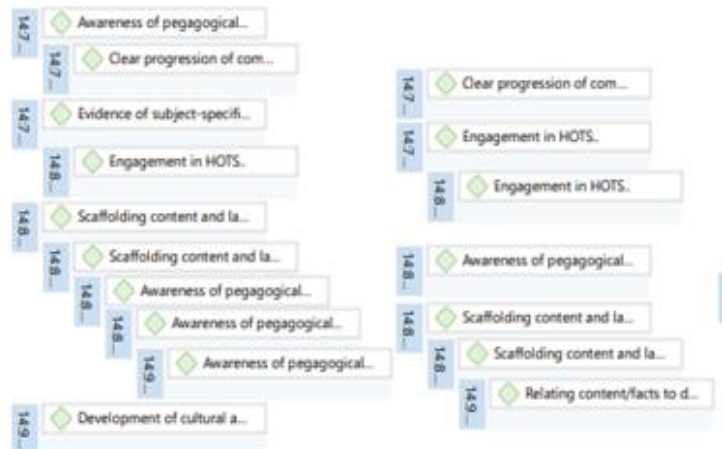 14:7... Awareness of pegagogical...
14:7... Clear progression of com...
14:7... Evidence of subject-specifi...
14:8... Engagement in HOTS..
14:8... Scaffolding content and la...
14:8... Scaffolding content and la...
14:8... Awareness of pegagogical...
14:8... Awareness of pegagogical...
14:9... Awareness of pegagogical...
14:9... Development of cultural a...
14:7... Clear progression of com...
14:7... Engagement in HOTS..
14:8... Engagement in HOTS..
14:8... Awareness of pegagogical...
14:8... Scaffolding content and la...
14:8... Scaffolding content and la...
14:9... Relating content/facts to d...